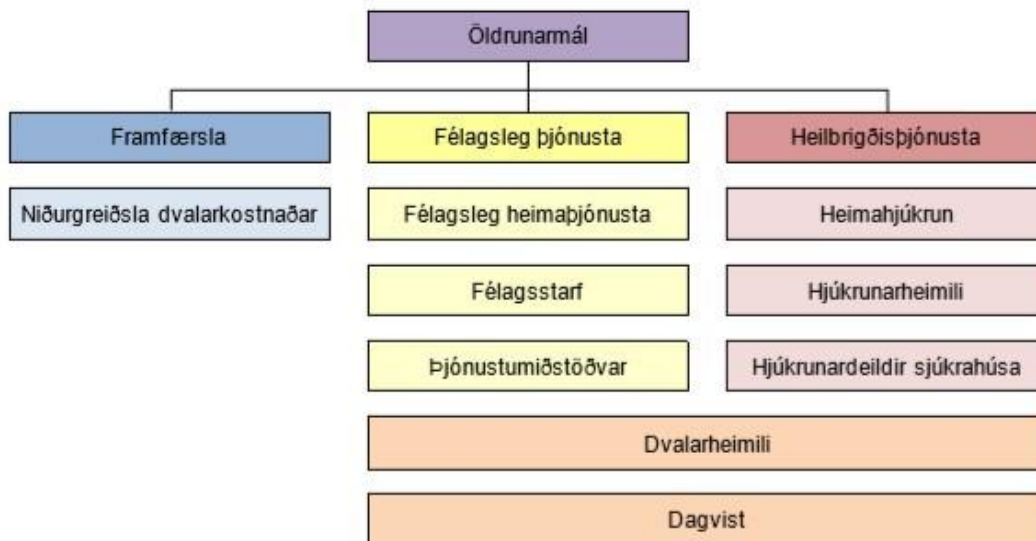 Öldrunarmál
Framfærsla
Félagsleg þjónusta
Heilbrigðisþjónusta
Niðurgreiðsla dvalarkostnaðar
Félagsleg heimaþjónusta
Heimahjúkrun
Félagsstarf
Hjúkrunarheimili
Þjónustumiðstöðvar
Hjúkrunardeildir sjúkrahúsa
Dvalarheimili
Dagvist